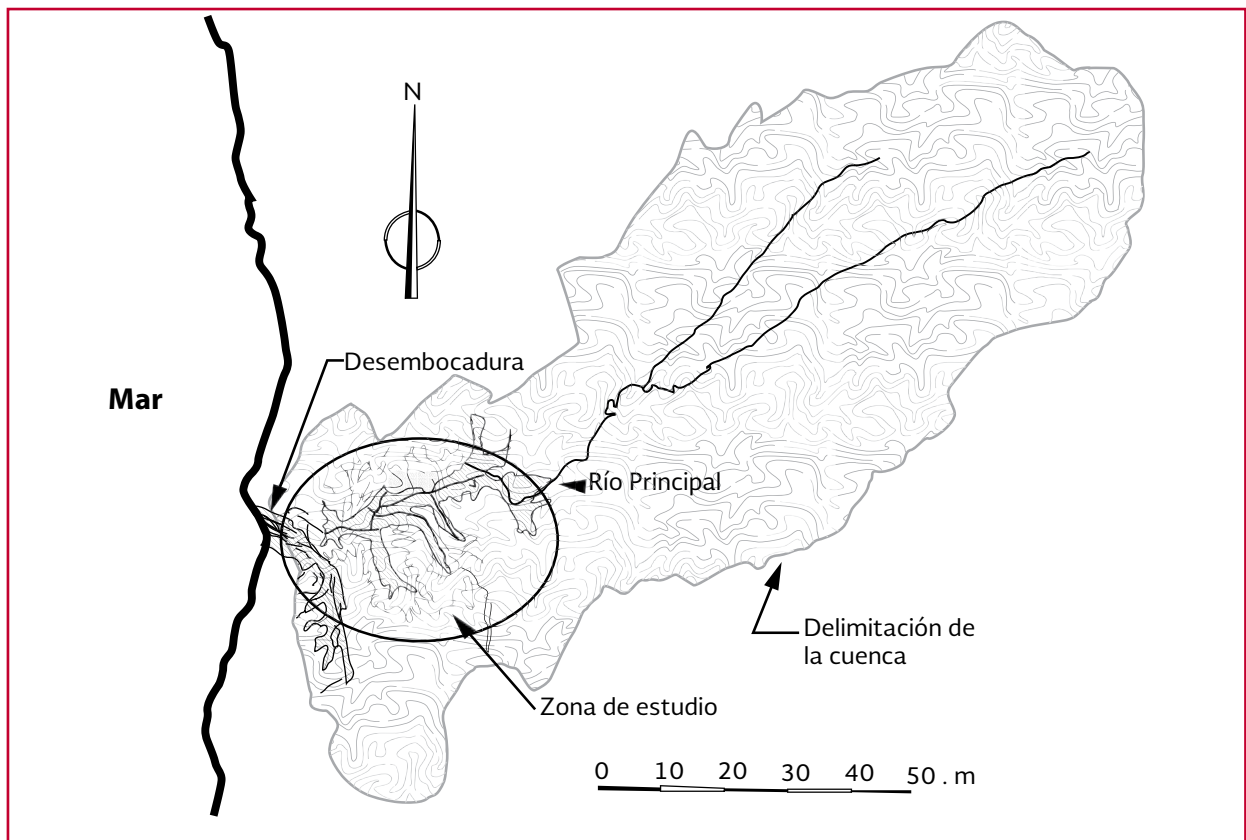 N
Desembocadura
Mar
Río Principal
Delimitación de
la cuenca
Zona de estudio
0 10 20 30 40 50 . m